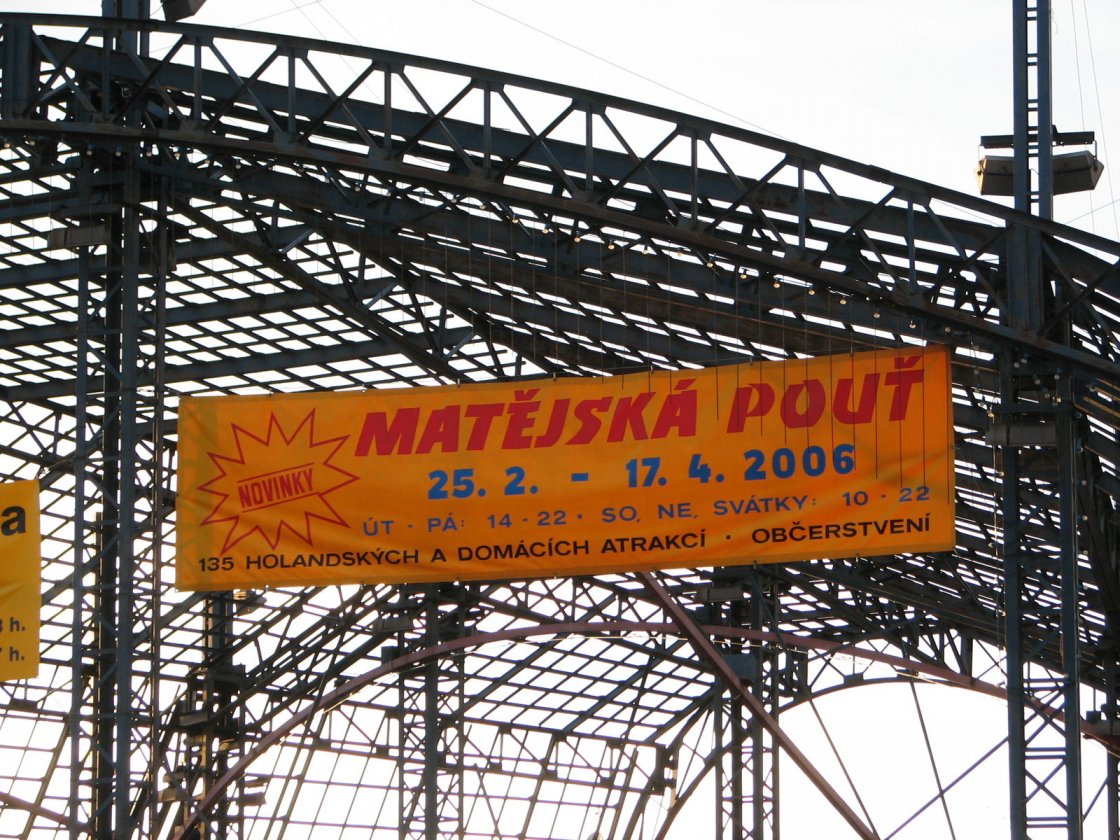 MATĚJSKÁ POUŤ
NOVINKY
25. 2. - 17. 4. 2006
ÚT - PÁ: 14 - 22 · SO, NE, SVÁTKY: 10 - 22
135 HOLANDSKÝCH A DOMÁCÍCH ATRAKCÍ · OBČERSTVENÍ
a
h.
h.